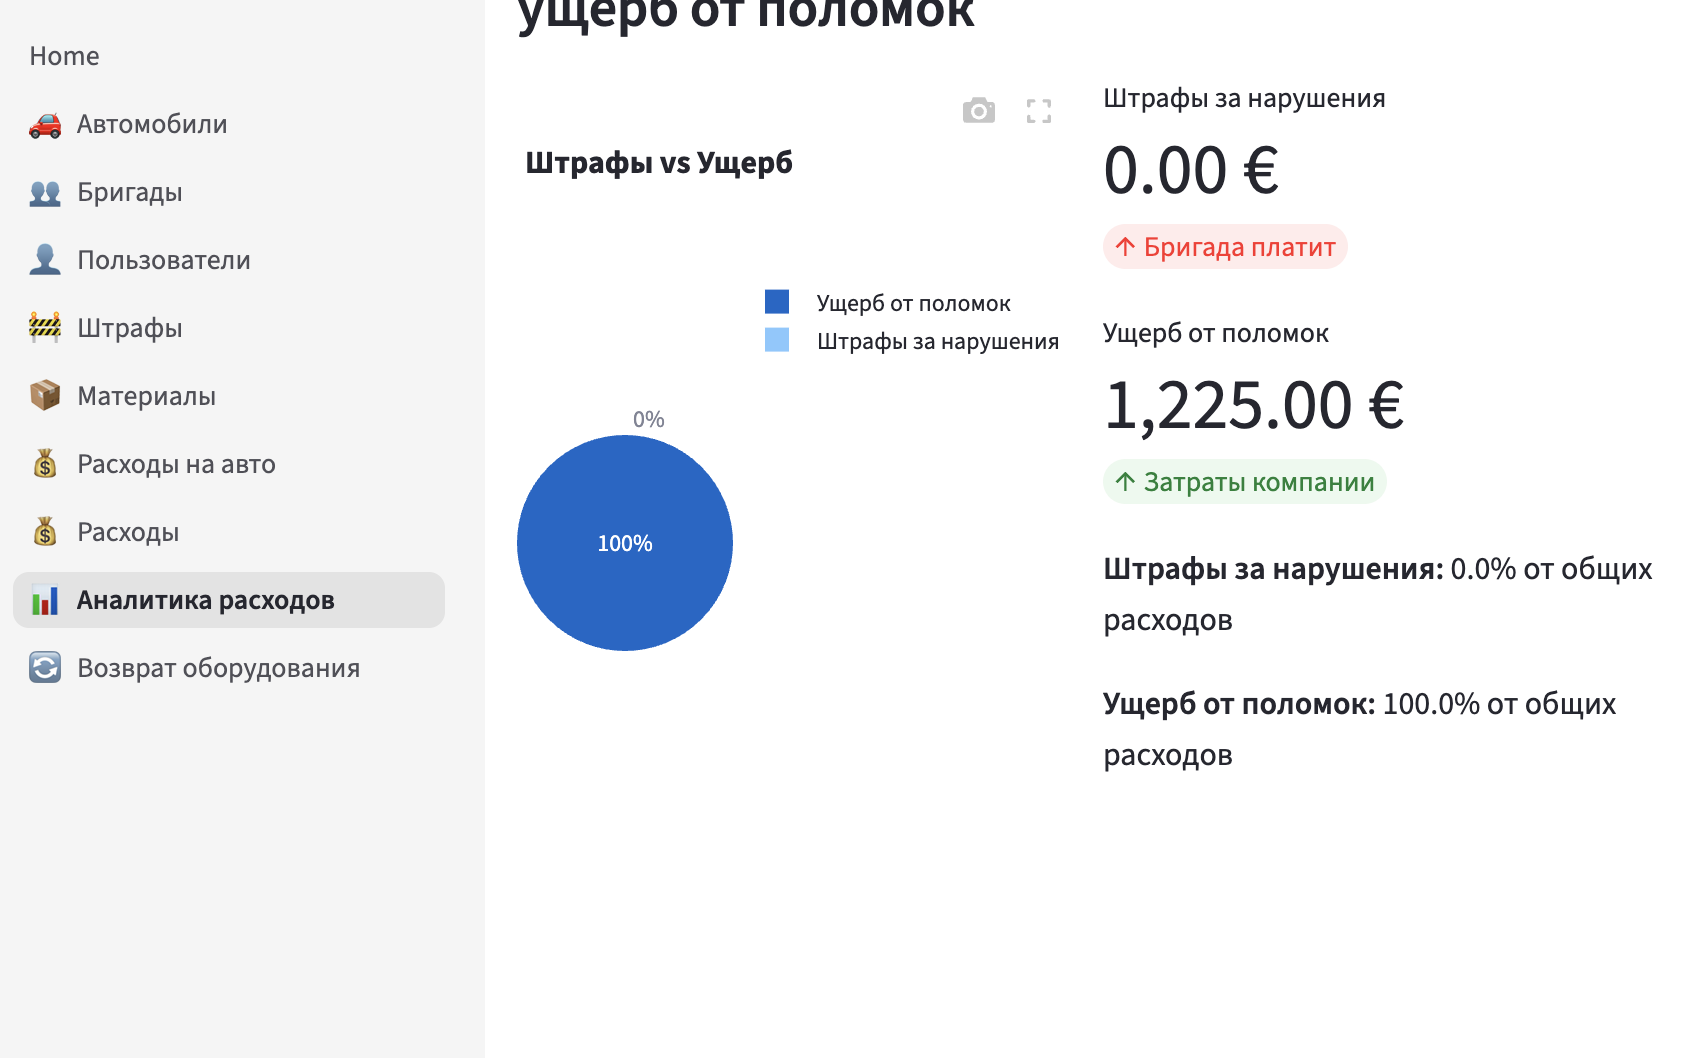 Home
Автомобили
Бригады
Пользователи
Штрафы
Материалы
Расходы на авто
Расходы
Аналитика расходов
Возврат оборудования
ущерб от поломок
Штрафы vs Ущерб
Ущерб от поломок
Штрафы за нарушения
0%
100%
Штрафы за нарушения
0.00 €
↑ Бригада платит
Ущерб от поломок
1,225.00 €
↑ Затраты компании
Штрафы за нарушения: 0.0% от общих
расходов
Ущерб от поломок: 100.0% от общих
расходов